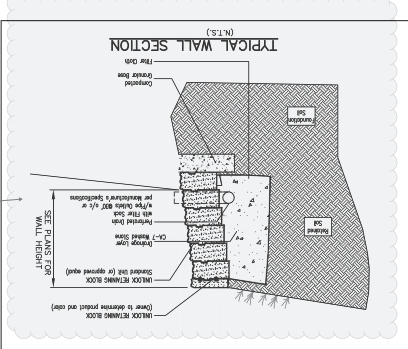 UNILOCK RETAINING BLOCK
(Owner to determine product and color)
UNILOCK RETAINING BLOCK
Standard Unit (or approved equal)
Drainage Layer
CA-7 Washed Stone
Perforated Drain
with Filter Sock
w/Pipe Outlets @60' o/c or
per Manufacturer's Specifications
SEE PLANS FOR
WALL HEIGHT
Retained
Soil
Foundation
Soil
Compacted
Granular Base
Filter Cloth
TYPICAL WALL SECTION
(N.T.S.)